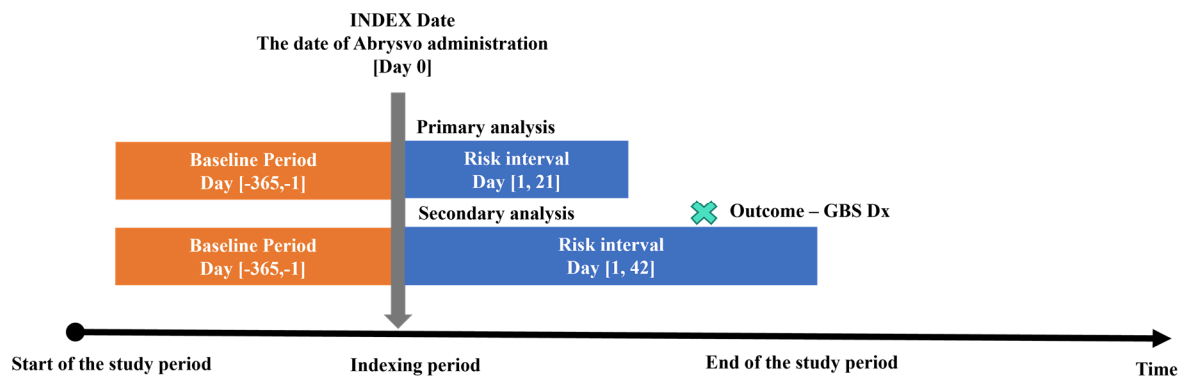 INDEX Date
The date of Abrysvo administration
[Day 0]
Primary analysis
Baseline Period
Day [-365,-1]
Risk interval
Day [1, 21]
Secondary analysis
Outcome – GBS Dx
Baseline Period
Day [-365,-1]
Risk interval
Day [1, 42]
Start of the study period
Indexing period
End of the study period
Time